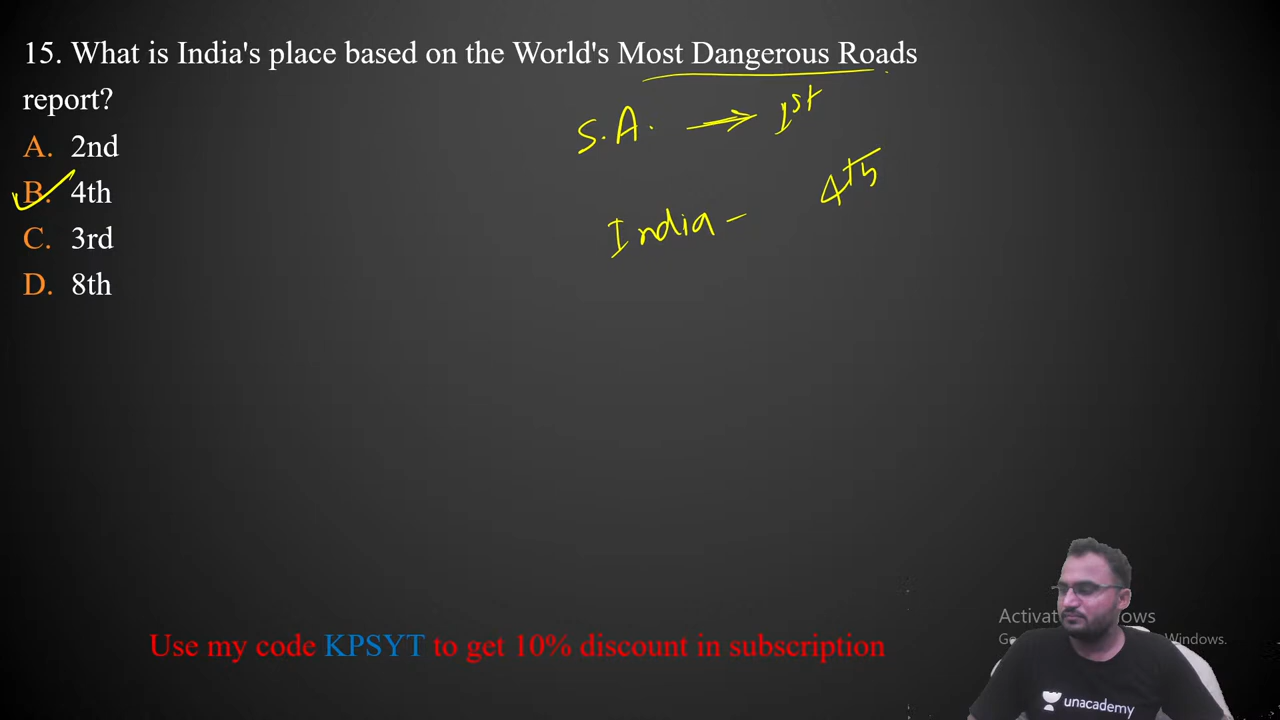 15. What is India's place based on the World's Most Dangerous Roads
report?
S.A. → 1st
A. 2nd
B. 4th
India - 4th
C. 3rd
D. 8th
Use my code KPSYT to get 10% discount in subscription
unacademy